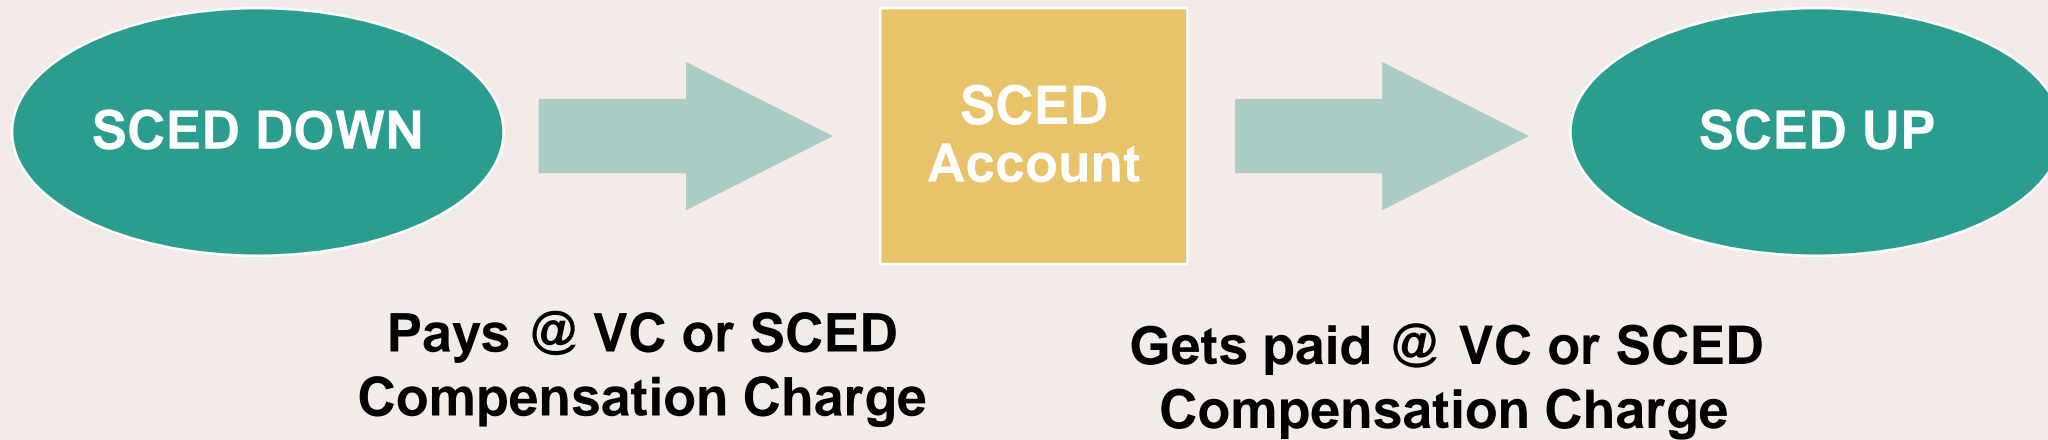 SCED DOWN
SCED
Account
SCED UP
Pays @ VC or SCED
Compensation Charge
Gets paid @ VC or SCED
Compensation Charge